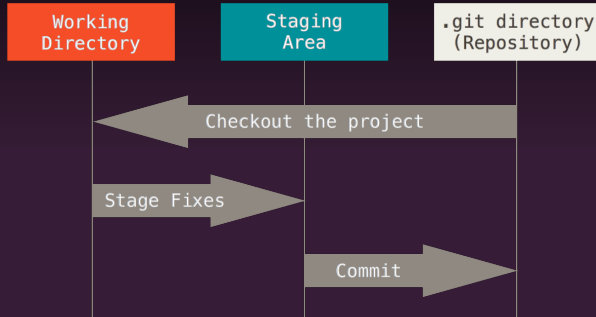 Working
Directory
Staging
Area
.git directory
(Repository)
Checkout the project
Stage Fixes
Commit